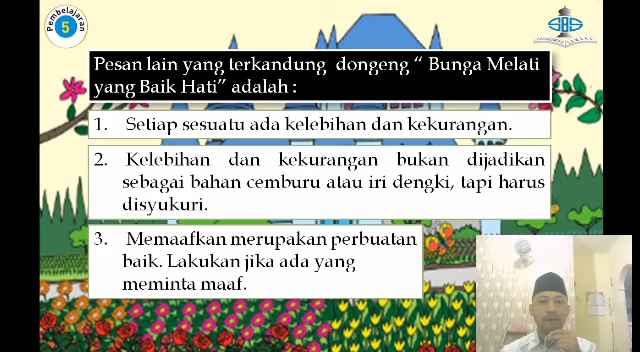 Pembelajaran
5
SBS
Pesan lain yang terkandung dongeng “ Bunga Melati
yang Baik Hati” adalah :
1. Setiap sesuatu ada kelebihan dan kekurangan.
2. Kelebihan dan kekurangan bukan dijadikan
sebagai bahan cemburu atau iri dengki, tapi harus
disyukuri.
3. Memaafkan merupakan perbuatan
baik. Lakukan jika ada yang
meminta maaf.